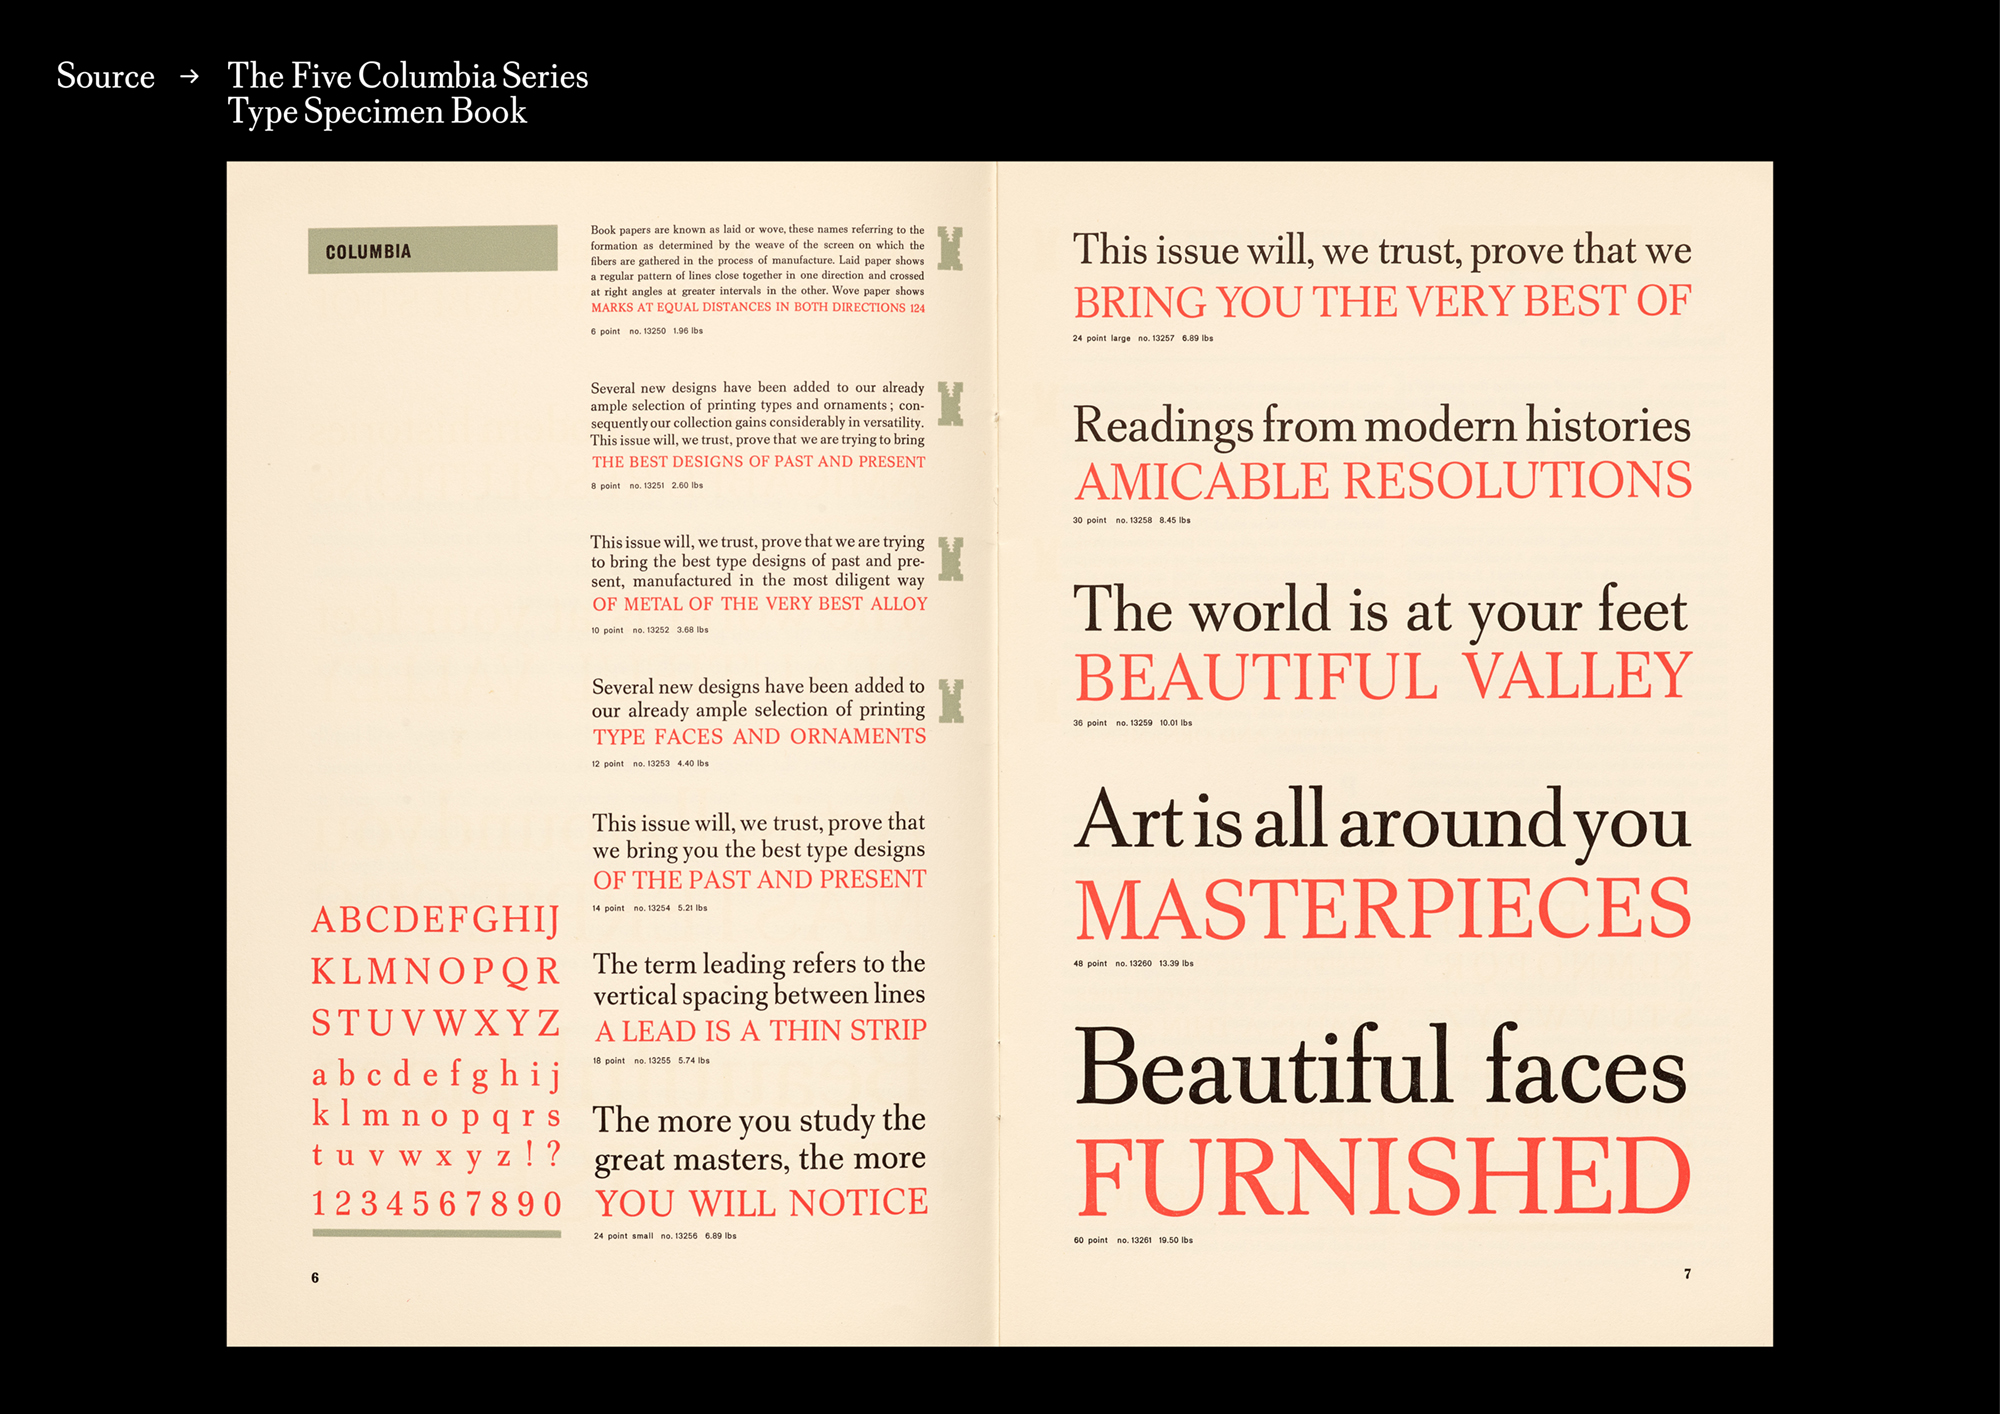 Source → The Five Columbia Series
Type Specimen Book
COLUMBIA
ABCDEFGHIJ
KLMNOPQR
STUVWXYZ
abcdefghij
klmnopqrs
tuvwxyz!?
1234567890
6
Book papers are known as laid or wove, these names referring to the
formation as determined by the weave of the screen on which the
fibers are gathered in the process of manufacture. Laid paper shows
a regular pattern of lines close together in one direction and crossed
at right angles at greater intervals in the other. Wove paper shows
MARKS AT EQUAL DISTANCES IN BOTH DIRECTIONS 124
6 point no. 13250 1.96 lbs
Several new designs have been added to our already
ample selection of printing types and ornaments; con-
sequently our collection gains considerably in versatility.
This issue will, we trust, prove that we are trying to bring
THE BEST DESIGNS OF PAST AND PRESENT
8 point no. 13251 2.60 lbs
This issue will, we trust, prove that we are trying
to bring the best type designs of past and pre-
sent, manufactured in the most diligent way
OF METAL OF THE VERY BEST ALLOY
10 point no. 13252 3.68 lbs
Several new designs have been added to
our already ample selection of printing
TYPE FACES AND ORNAMENTS
12 point no. 13253 4.40 lbs
This issue will, we trust, prove that
we bring you the best type designs
OF THE PAST AND PRESENT
14 point no. 13254 5.21 lbs
The term leading refers to the
vertical spacing between lines
A LEAD IS A THIN STRIP
18 point no. 13255 5.74 lbs
The more you study the
great masters, the more
YOU WILL NOTICE
24 point small no. 13256 6.89 lbs
K
K
K
K
This issue will, we trust, prove that we
BRING YOU THE VERY BEST OF
24 point large no. 13257 6.89 lbs
Readings from modern histories
AMICABLE RESOLUTIONS
30 point no. 13258 8.45 lbs
The world is at your feet
BEAUTIFUL VALLEY
36 point no. 13259 10.01 lbs
Art is all around you
MASTERPIECES
48 point no. 13260 13.39 lbs
Beautiful faces
FURNISHED
60 point no. 13261 19.50 lbs
7